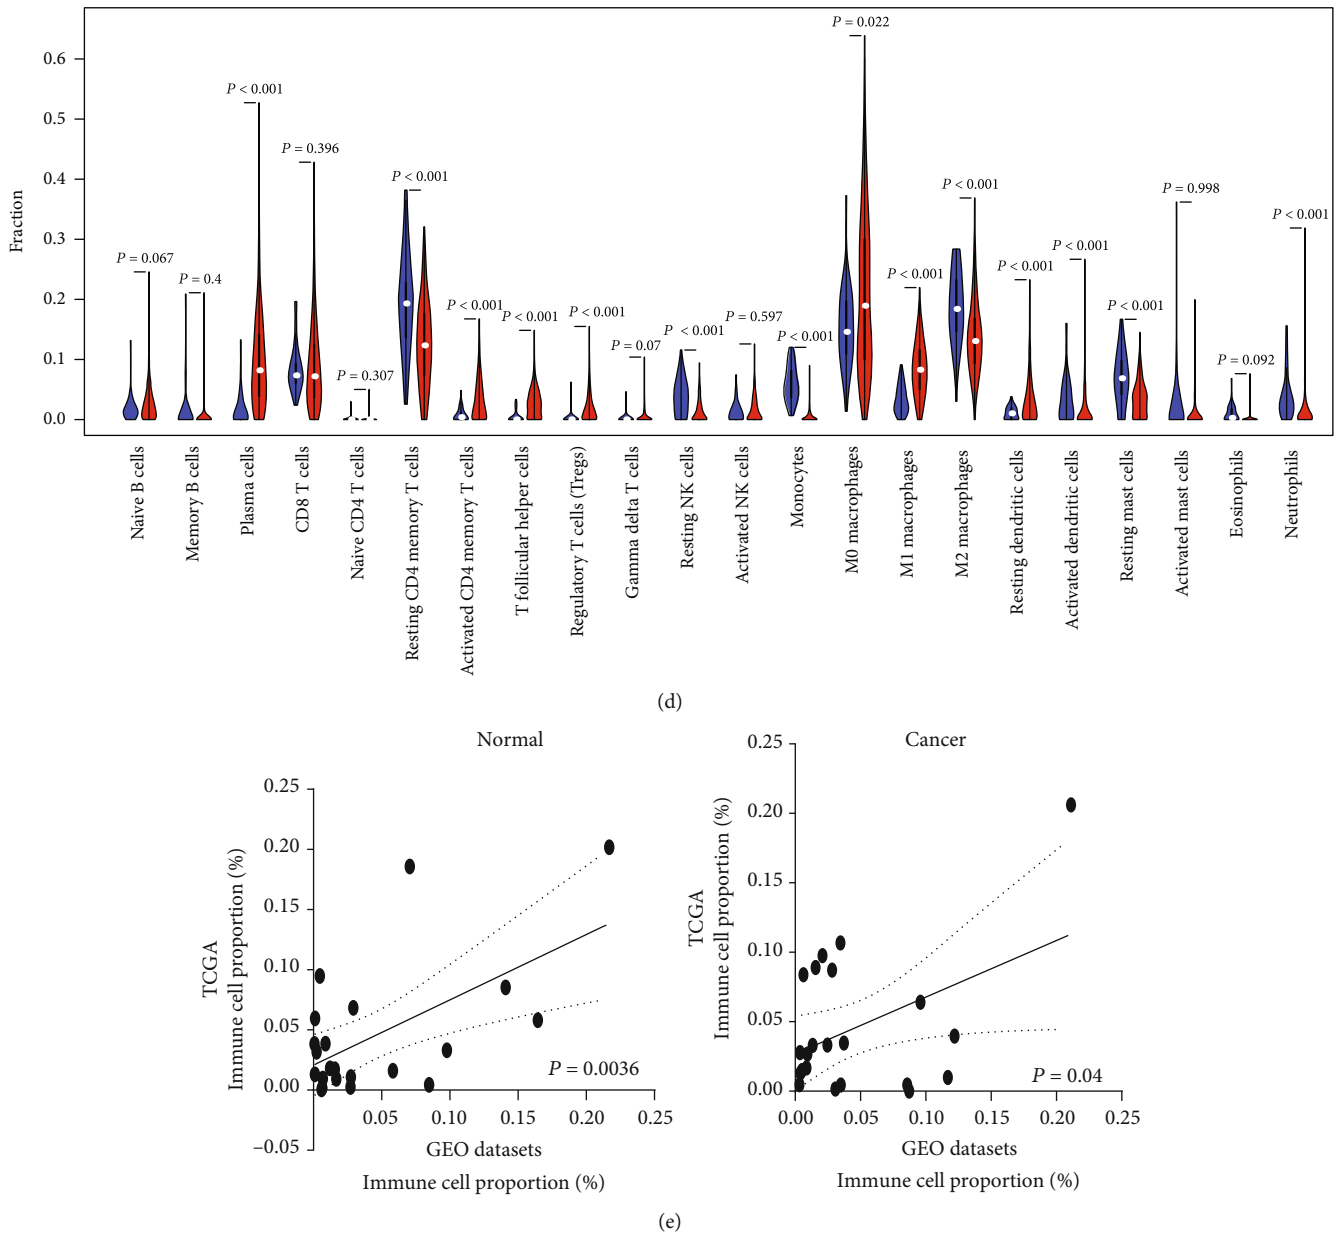 P = 0.022
0.6
P < 0.001
0.5
P = 0.396
0.4
P < 0.001
P < 0.001
P = 0.998
Fraction
P < 0.001
0.3
P = 0.067
P < 0.001
P < 0.001
P = 0.4
P < 0.001
0.2
P < 0.001
P < 0.001
P < 0.001
P < 0.001
P = 0.597
P < 0.001
P < 0.001
P = 0.07
0.1
P = 0.307
P = 0.092
0.0
Naive B cells
Memory B cells
Plasma cells
CD8 T cells
Naive CD4 T cells
Resting CD4 memory T cells
Activated CD4 memory T cells
T follicular helper cells
Regulatory T cells (Tregs)
Gamma delta T cells
Resting NK cells
Activated NK cells
Monocytes
M0 macrophages
M1 macrophages
M2 macrophages
Resting dendritic cells
Activated dendritic cells
Resting mast cells
Activated mast cells
Eosinophils
Neutrophils
(d)
Normal
0.25
0.20
0.15
0.10
0.05
0.00
–0.05
TCGA
Immune cell proportion (%)
P = 0.0036
0.05 0.10 0.15 0.20 0.25
GEO datasets
Immune cell proportion (%)
Cancer
0.25
0.20
0.15
0.10
0.05
0.00
TCGA
Immune cell proportion (%)
P = 0.04
0.00 0.05 0.10 0.15 0.20 0.25
GEO datasets
Immune cell proportion (%)
(e)